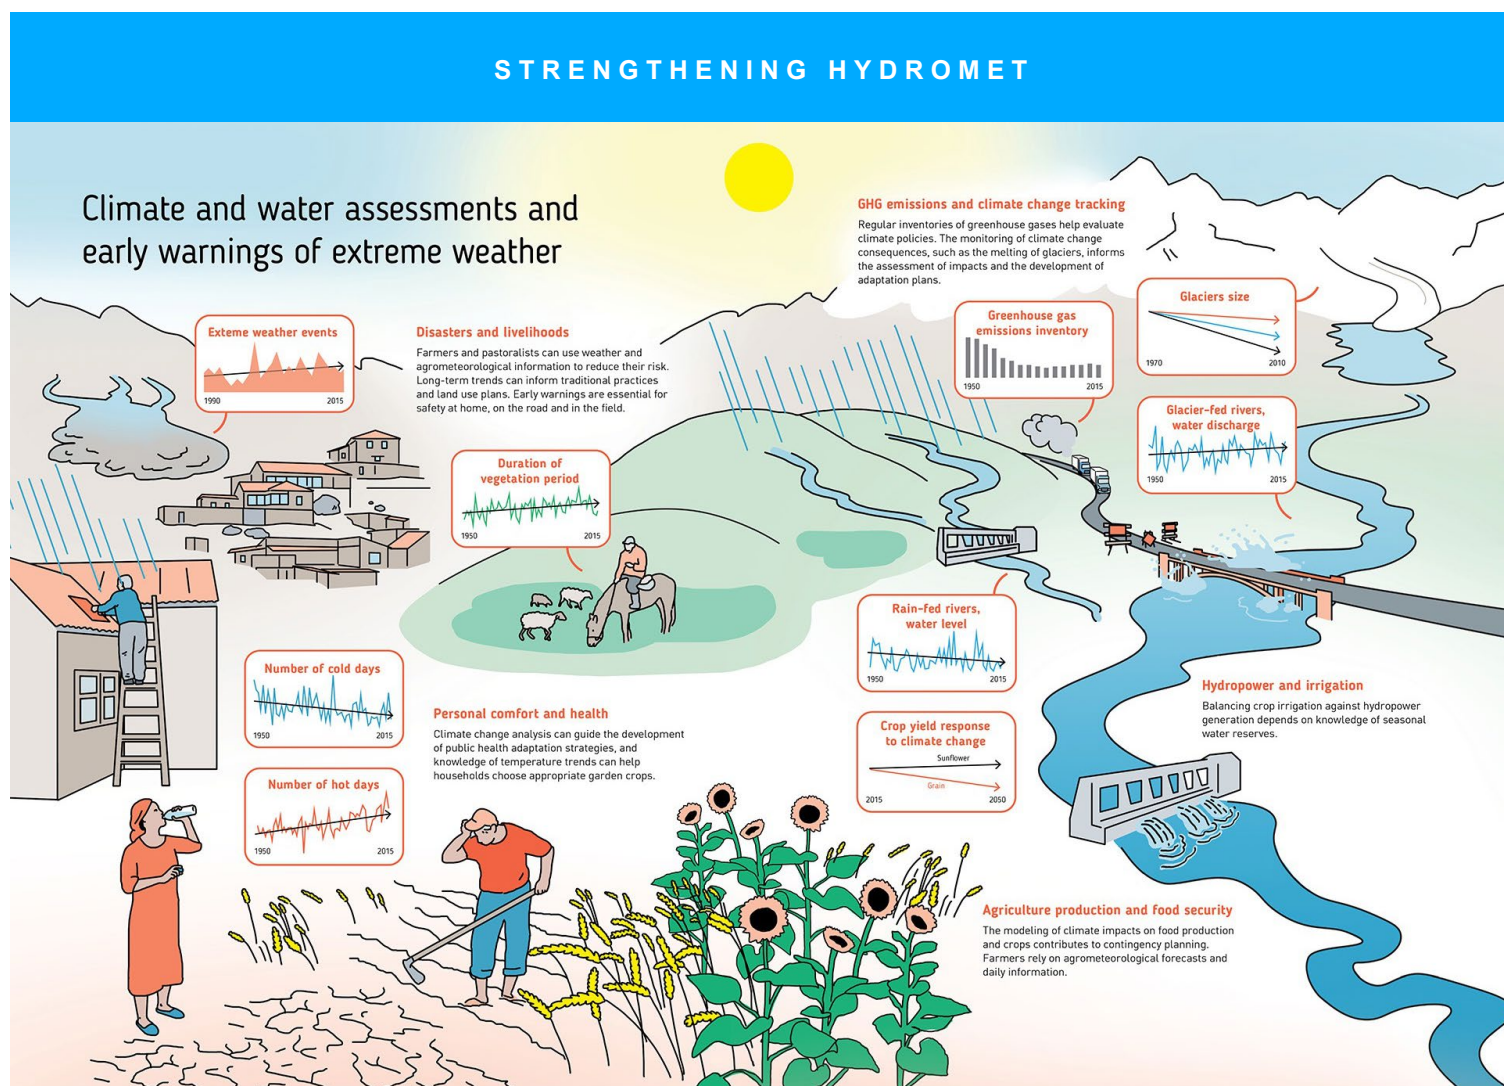 STRENGTHENING HYDROMET
Climate and water assessments and
early warnings of extreme weather
GHG emissions and climate change tracking
Regular inventories of greenhouse gases help evaluate
climate policies. The monitoring of climate change
consequences, such as the melting of glaciers, informs
the assessment of impacts and the development of
adaptation plans.
Glaciers size
1970 2010
Greenhouse gas
emissions inventory
1950 2015
Exteme weather events
1990 2015
Disasters and livelihoods
Farmers and pastoralists can use weather and
agrometeorological information to reduce their risk.
Long-term trends can inform traditional practices
and land use plans. Early warnings are essential for
safety at home, on the road and in the field.
Glacier-fed rivers,
water discharge
1950 2015
Duration of
vegetation period
1950 2015
Rain-fed rivers,
water level
1950 2015
Number of cold days
1950 2015
Personal comfort and health
Climate change analysis can guide the development
of public health adaptation strategies, and
knowledge of temperature trends can help
households choose appropriate garden crops.
Hydropower and irrigation
Balancing crop irrigation against hydropower
generation depends on knowledge of seasonal
water reserves.
Crop yield response
to climate change
Sunflower
Grain
2015 2050
Number of hot days
1950 2015
Agriculture production and food security
The modeling of climate impacts on food production
and crops contributes to contingency planning.
Farmers rely on agrometeorological forecasts and
daily information.